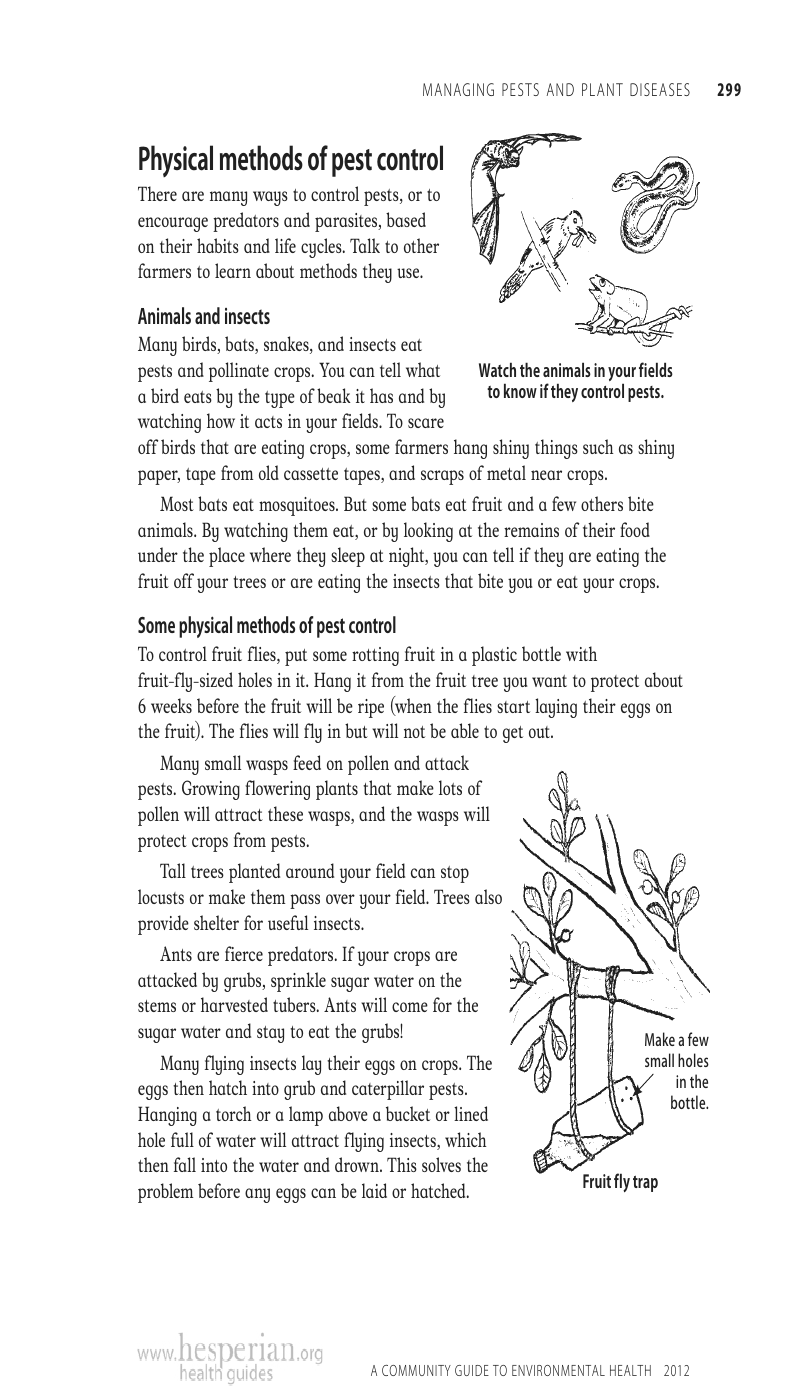 MANAGING PESTS AND PLANT DISEASES 299
Physical methods of pest control
There are many ways to control pests, or to
encourage predators and parasites, based
on their habits and life cycles. Talk to other
farmers to learn about methods they use.
Animals and insects
Many birds, bats, snakes, and insects eat
pests and pollinate crops. You can tell what
a bird eats by the type of beak it has and by
watching how it acts in your fields. To scare
off birds that are eating crops, some farmers hang shiny things such as shiny
paper, tape from old cassette tapes, and scraps of metal near crops.
Watch the animals in your fields
to know if they control pests.
Most bats eat mosquitoes. But some bats eat fruit and a few others bite
animals. By watching them eat, or by looking at the remains of their food
under the place where they sleep at night, you can tell if they are eating the
fruit off your trees or are eating the insects that bite you or eat your crops.
Some physical methods of pest control
To control fruit flies, put some rotting fruit in a plastic bottle with
fruit-fly-sized holes in it. Hang it from the fruit tree you want to protect about
6 weeks before the fruit will be ripe (when the flies start laying their eggs on
the fruit). The flies will fly in but will not be able to get out.
Many small wasps feed on pollen and attack
pests. Growing flowering plants that make lots of
pollen will attract these wasps, and the wasps will
protect crops from pests.
Tall trees planted around your field can stop
locusts or make them pass over your field. Trees also
provide shelter for useful insects.
Ants are fierce predators. If your crops are
attacked by grubs, sprinkle sugar water on the
stems or harvested tubers. Ants will come for the
sugar water and stay to eat the grubs!
Many flying insects lay their eggs on crops. The
eggs then hatch into grub and caterpillar pests.
Hanging a torch or a lamp above a bucket or lined
hole full of water will attract flying insects, which
then fall into the water and drown. This solves the
problem before any eggs can be laid or hatched.
Make a few
small holes
in the
bottle.
Fruit fly trap
www.hesperian.org
health guides
A COMMUNITY GUIDE TO ENVIRONMENTAL HEALTH 2012